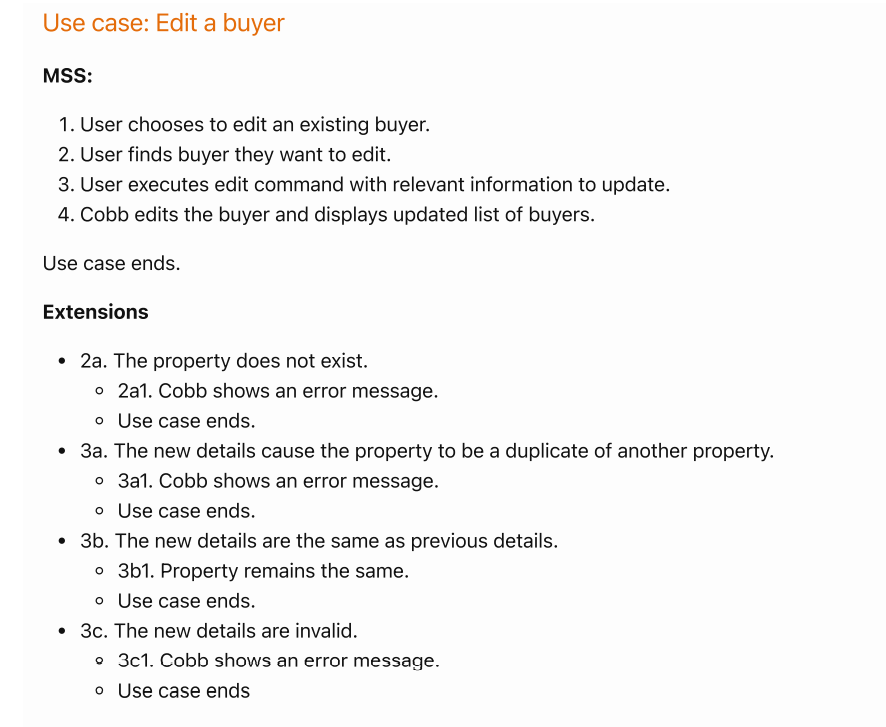 Use case: Edit a buyer
MSS:
1. User chooses to edit an existing buyer.
2. User finds buyer they want to edit.
3. User executes edit command with relevant information to update.
4. Cobb edits the buyer and displays updated list of buyers.
Use case ends.
Extensions
• 2a. The property does not exist.
◦ 2a1. Cobb shows an error message.
◦ Use case ends.
• 3a. The new details cause the property to be a duplicate of another property.
◦ 3a1. Cobb shows an error message.
◦ Use case ends.
• 3b. The new details are the same as previous details.
◦ 3b1. Property remains the same.
◦ Use case ends.
• 3c. The new details are invalid.
◦ 3c1. Cobb shows an error message.
◦ Use case ends